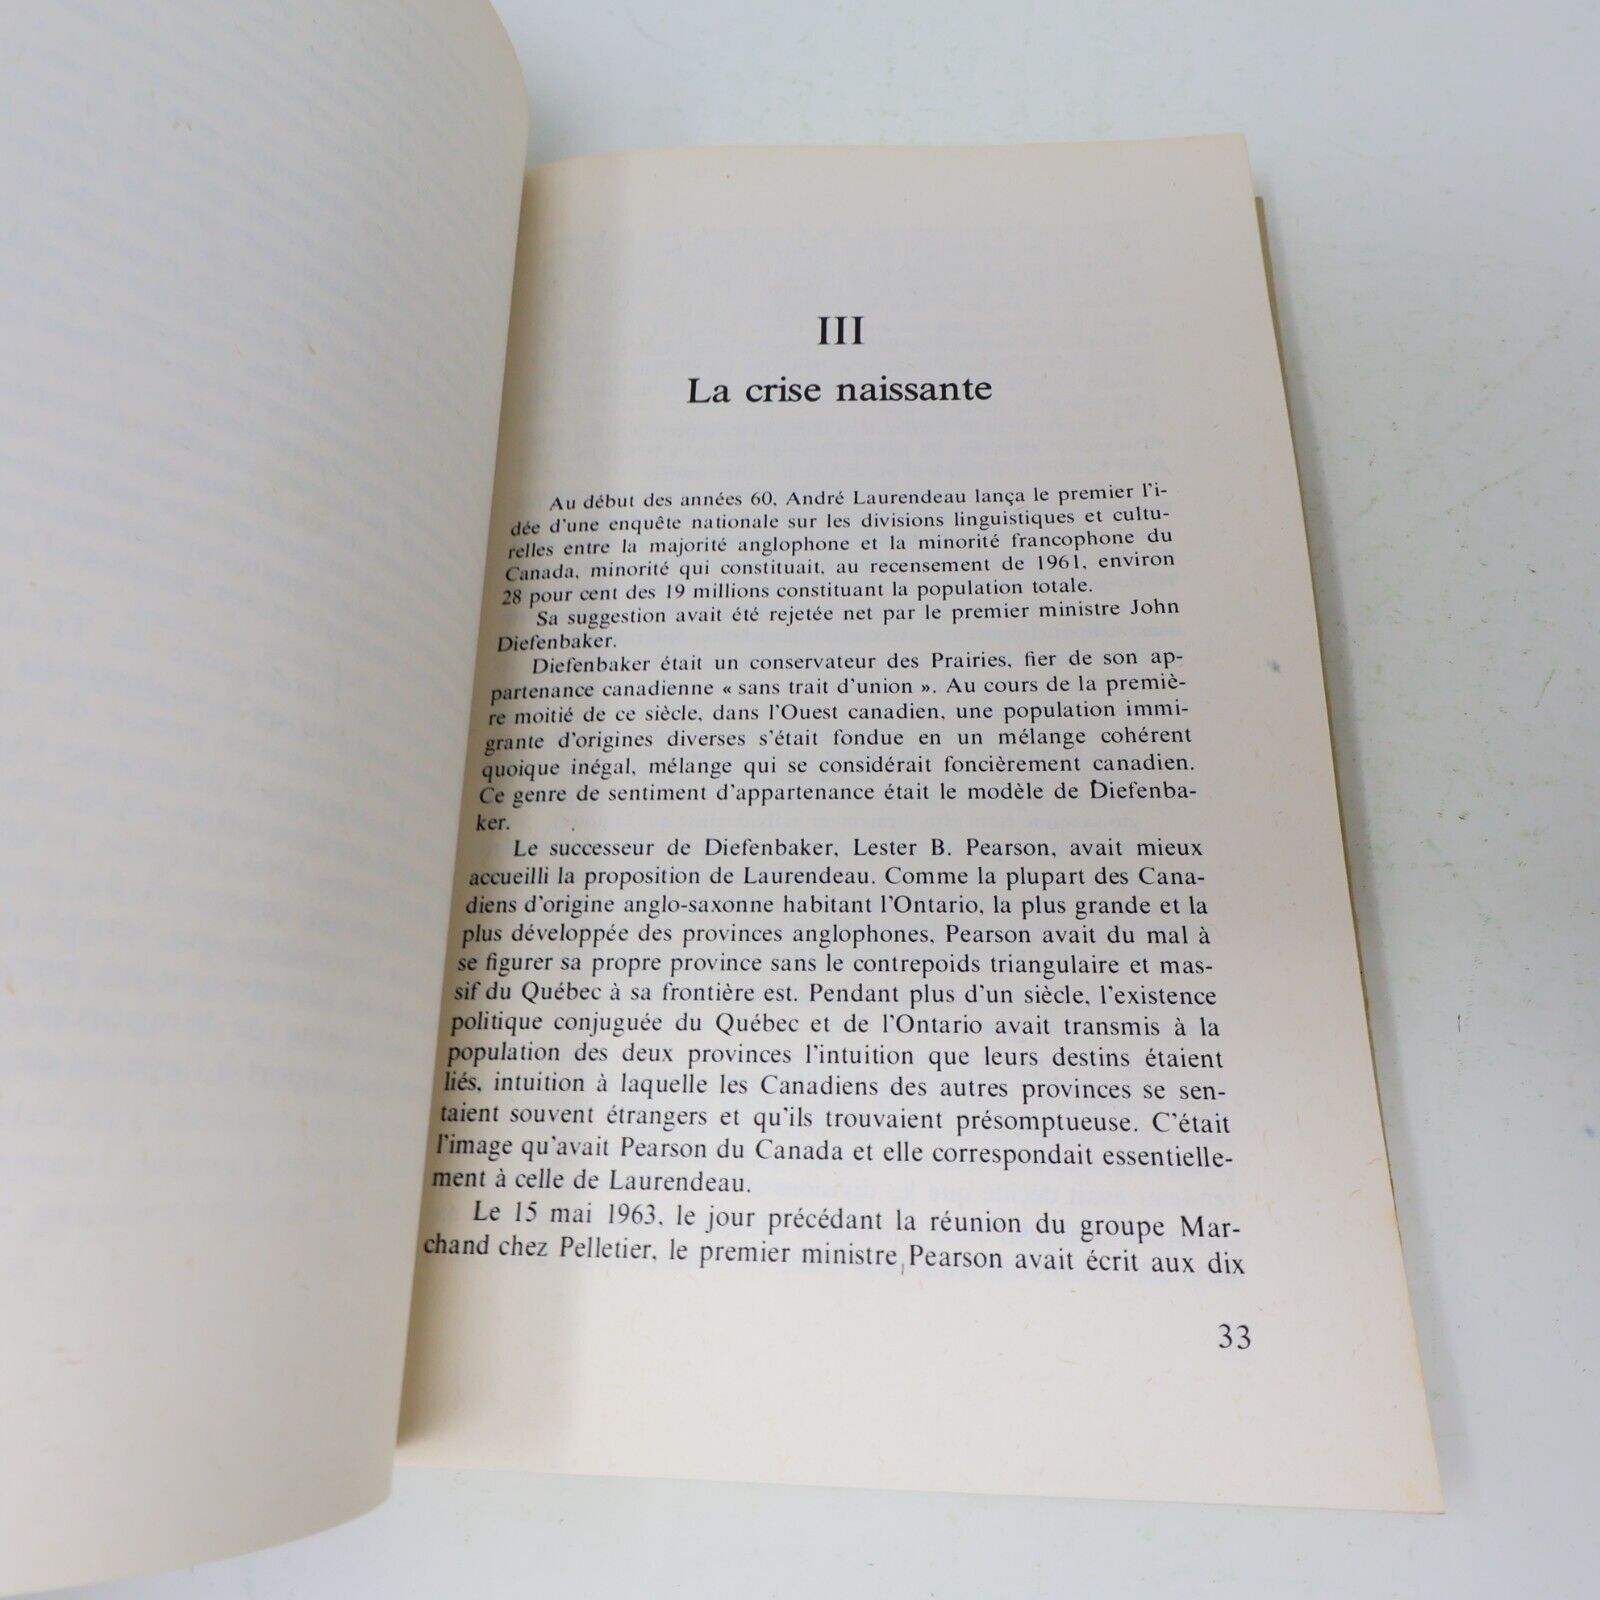 III
La crise naissante
Au début des années 60, André Laurendeau lança le premier l'i-
dée d'une enquête nationale sur les divisions linguistiques et cultu-
relles entre la majorité anglophone et la minorité francophone du
Canada, minorité qui constituait, au recensement de 1961, environ
28 pour cent des 19 millions constituant la population totale.
Sa suggestion avait été rejetée net par le premier ministre John
Diefenbaker.
Diefenbaker était un conservateur des Prairies, fier de son ap-
partenance canadienne « sans trait d'union ». Au cours de la premiè-
re moitié de ce siècle, dans l'Ouest canadien, une population immi-
grante d'origines diverses s'était fondue en un mélange cohérent
quoique inégal, mélange qui se considérait foncièrement canadien.
Ce genre de sentiment d'appartenance était le modèle de Diefenba-
ker.
Le successeur de Diefenbaker, Lester B. Pearson, avait mieux
accueilli la proposition de Laurendeau. Comme la plupart des Cana-
diens d'origine anglo-saxonne habitant l'Ontario, la plus grande et la
plus développée des provinces anglophones, Pearson avait du mal à
se figurer sa propre province sans le contrepoids triangulaire et mas-
sif du Québec à sa frontière est. Pendant plus d'un siècle, l'existence
politique conjuguée du Québec et de l'Ontario avait transmis à la
population des deux provinces l'intuition que leurs destins étaient
liés, intuition à laquelle les Canadiens des autres provinces se sen-
taient souvent étrangers et qu'ils trouvaient présomptueuse. C'était
l'image qu'avait Pearson du Canada et elle correspondait essentielle-
ment à celle de Laurendeau.
Le 15 mai 1963, le jour précédant la réunion du groupe Mar-
chand chez Pelletier, le premier ministre Pearson avait écrit aux dix
33